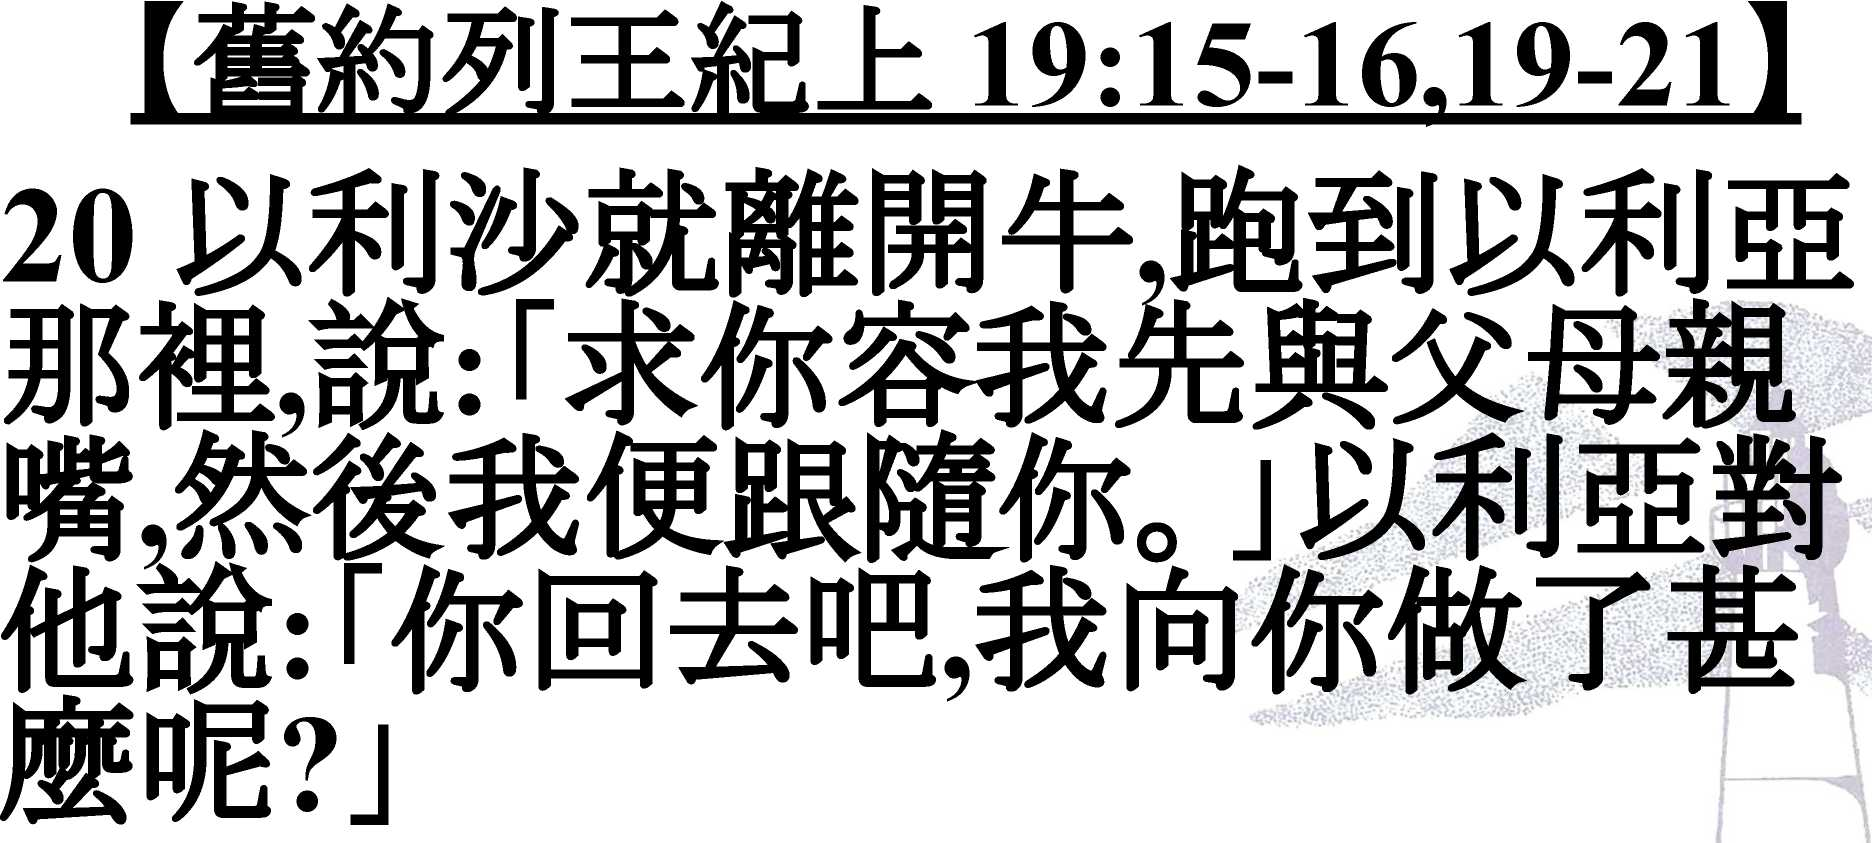 【舊約列王紀上 19:15-16,19-21】
20 以利沙就離開牛,跑到以利亞
那裡,說:「求你容我先與父母親
嘴,然後我便跟隨你。」以利亞對
他說:「你回去吧,我向你做了甚
麼呢?」